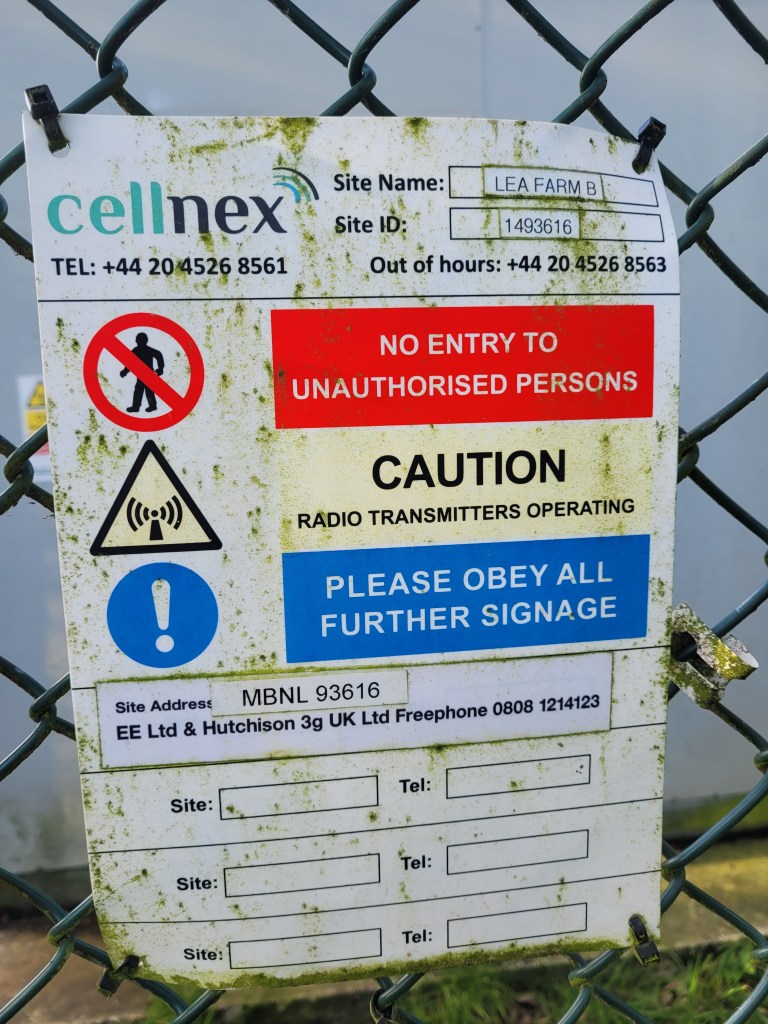 cellnex
Site Name: LEA FARM B
Site ID: 1493616
TEL: +44 20 4526 8561 Out of hours: +44 20 4526 8563
NO ENTRY TO
UNAUTHORISED PERSONS
CAUTION
RADIO TRANSMITTERS OPERATING
PLEASE OBEY ALL
FURTHER SIGNAGE
Site Address MBNL 93616
EE Ltd & Hutchison 3g UK Ltd Freephone 0808 1214123
Site: Tel:
Site: Tel:
Site: Tel: